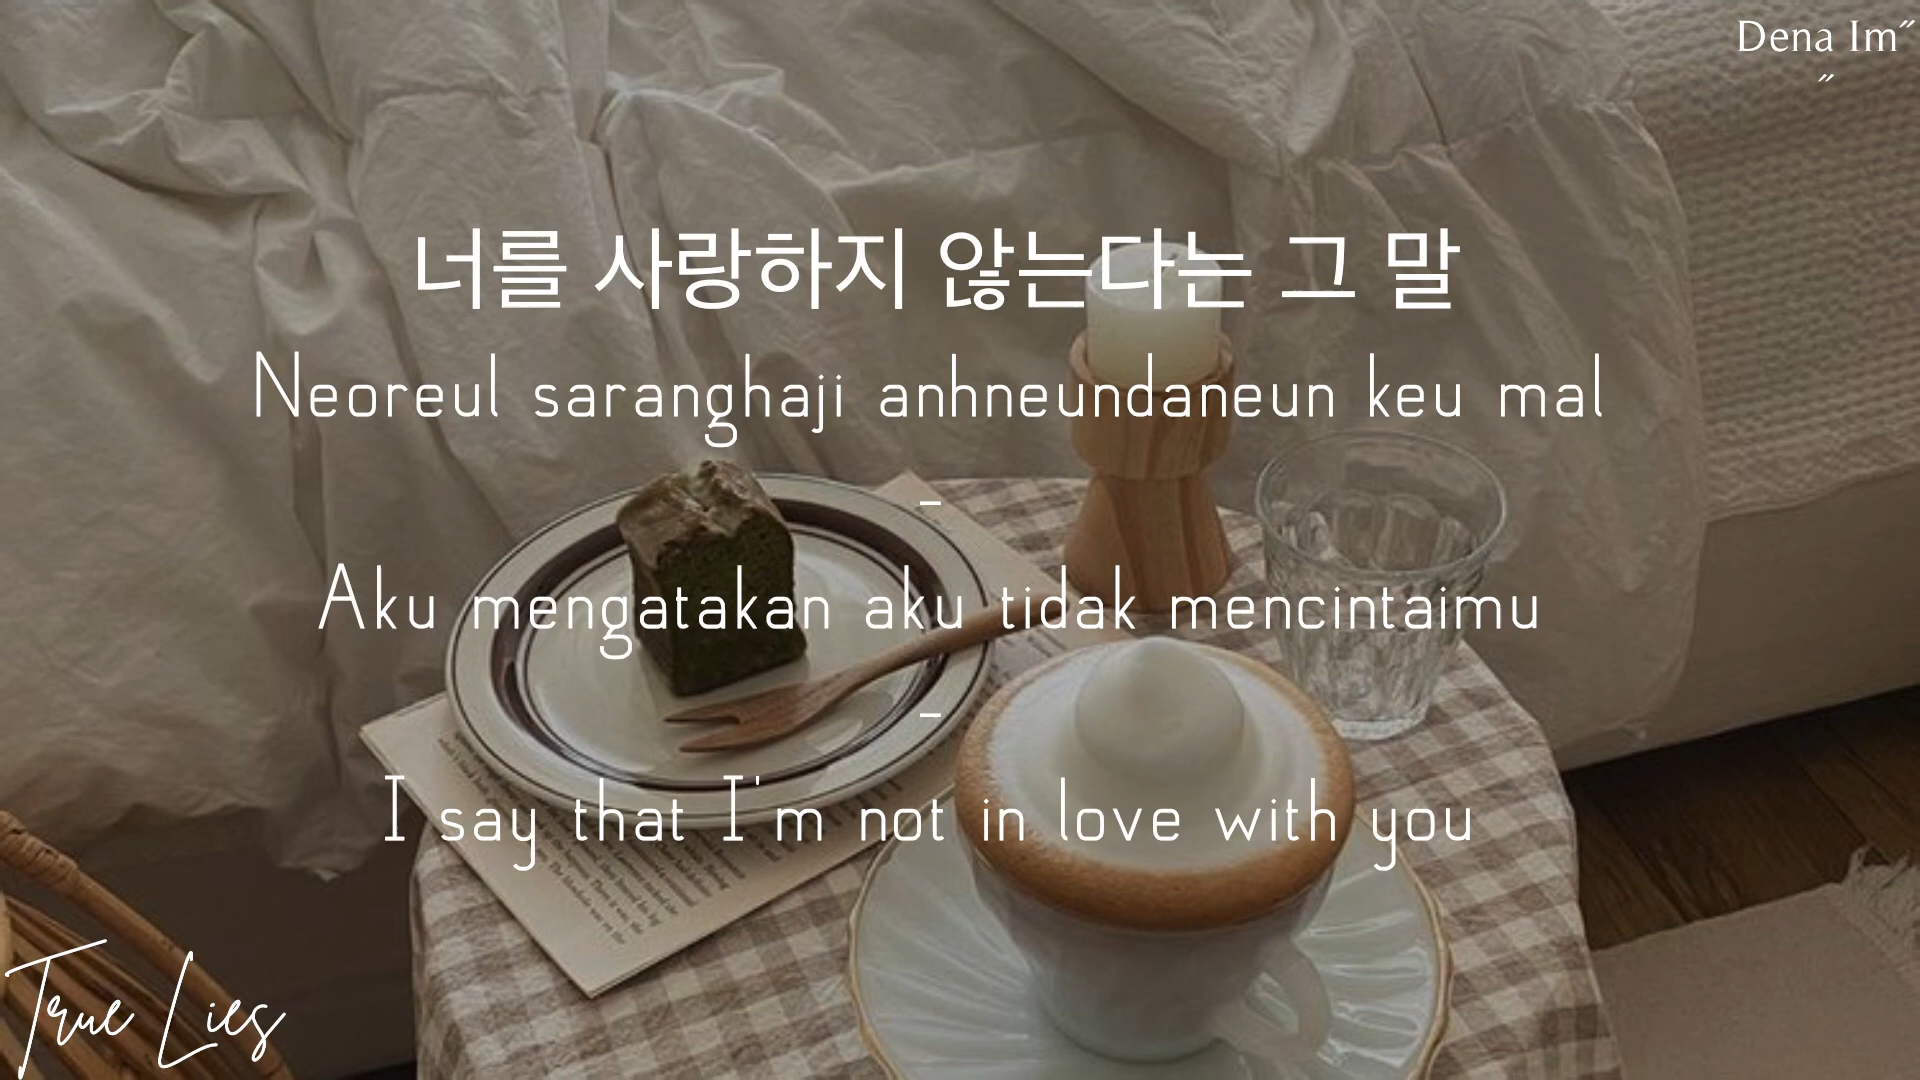 Dena Im˝
˝
너를 사랑하지 않는다는 그 말
Neoreul saranghaji anhneundaneun keu mal
-
Aku mengatakan aku tidak mencintaimu
-
I say that I'm not in love with you
True Lies